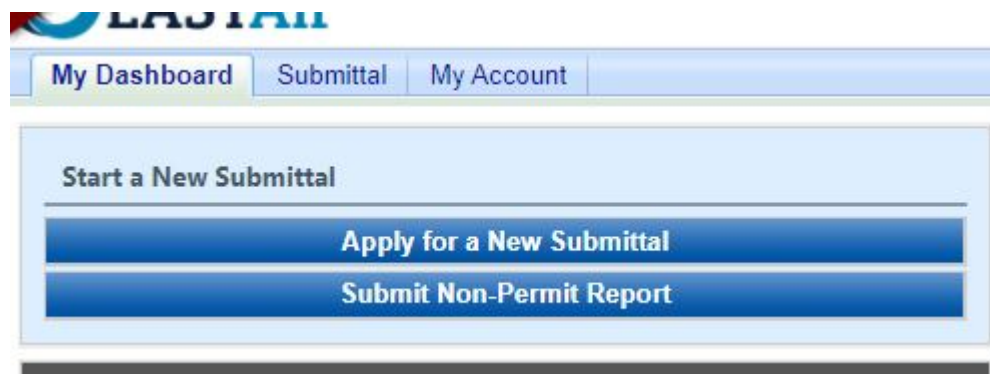 My Dashboard Submittal My Account
Start a New Submittal
Apply for a New Submittal
Submit Non-Permit Report